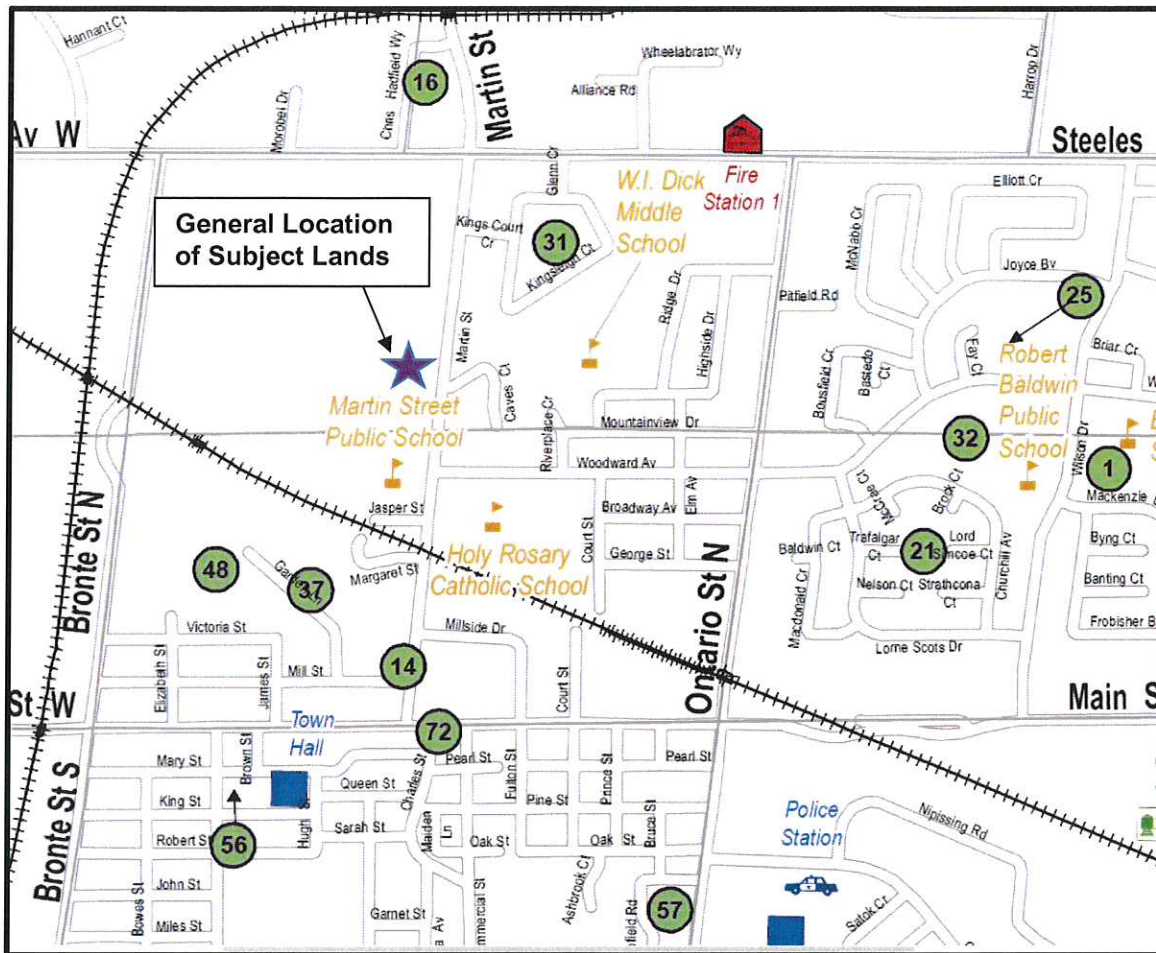 Hannant Ct
Hadfield Wy
Martin St
16
Wheelabrator Wy
Alliance Rd
Harrop Dr
Morobel Dr
Av W
Steeles
Glenn Cr
W.I. Dick
Middle
School
Fire
Station 1
Elliott Cr
General Location
of Subject Lands
Kings Court
Cr
31
Kingsleigh Ct
McNabb Cr
Joyce Bv
25
Pitfield Rd
Ridge Dr
Highside Dr
Martin St
Fay Ct
Briar Cr
Robert
Baldwin
Public
School
Bousfield Cr
Bastedo
Ct
Caves Ct
Martin Street
Public School
Riverplace Cr
Mountainview Dr
32
Wilson Dr
1
Woodward Av
Mackenzie
Jasper St
Broadway Av
Elm Av
Court St
George St
McCrae Ct
Brock Ct
Bronte St N
Holy Rosary
Catholic School
Ontario St N
Baldwin Ct
Trafalgar
Ct
21
Lord
Simcoe Ct
Churchill Av
Byng Ct
48
37
Garden Ln
Margaret St
Nelson Ct
Strathcona
Ct
Banting Ct
Macdonald Cr
Frobisher B
Victoria St
Millside Dr
Lorne Scots Dr
Elizabeth St
James St
Mill St
14
Court St
St W
Main S
Town
Hall
72
Mary St
Brown St
Pearl St
Pearl St
Bronte St S
Queen St
Charles St
Fulton St
Prince St
King St
Pine St
Hugh St
Police
Station
Nipissing Rd
Robert St
56
Sarah St
Maiden
Ln
Oak St
Oak St
Bruce St
John St
Ashbrook Ct
Bowes St
Garnet St
mmercial St
57
ofield Rd
Satok Cr
Miles St
a Av